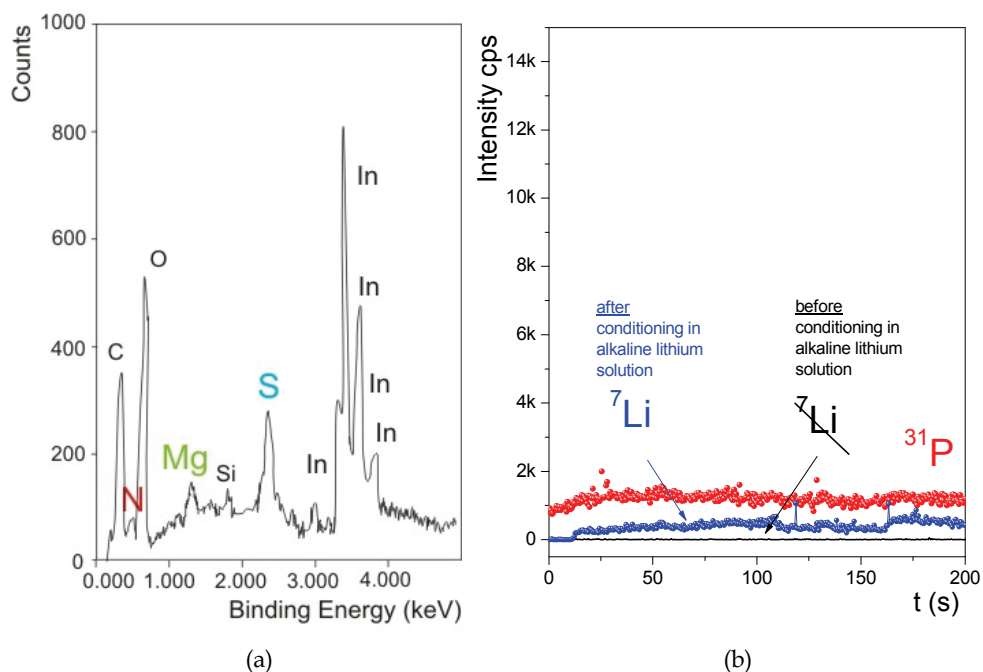 1000
800
600
400
200
0
Counts
C
N
O
Mg
Si
S
In
In
In
In
In
0.000
1.000
2.000
3.000
4.000
Binding Energy (keV)
(a)
Intensity cps
14k
12k
10k
8k
6k
4k
2k
0
after
conditioning in
alkaline lithium
solution
⁷Li
before
conditioning in
alkaline lithium
solution
⁷Li
³¹P
0
50
100
150
200
t (s)
(b)